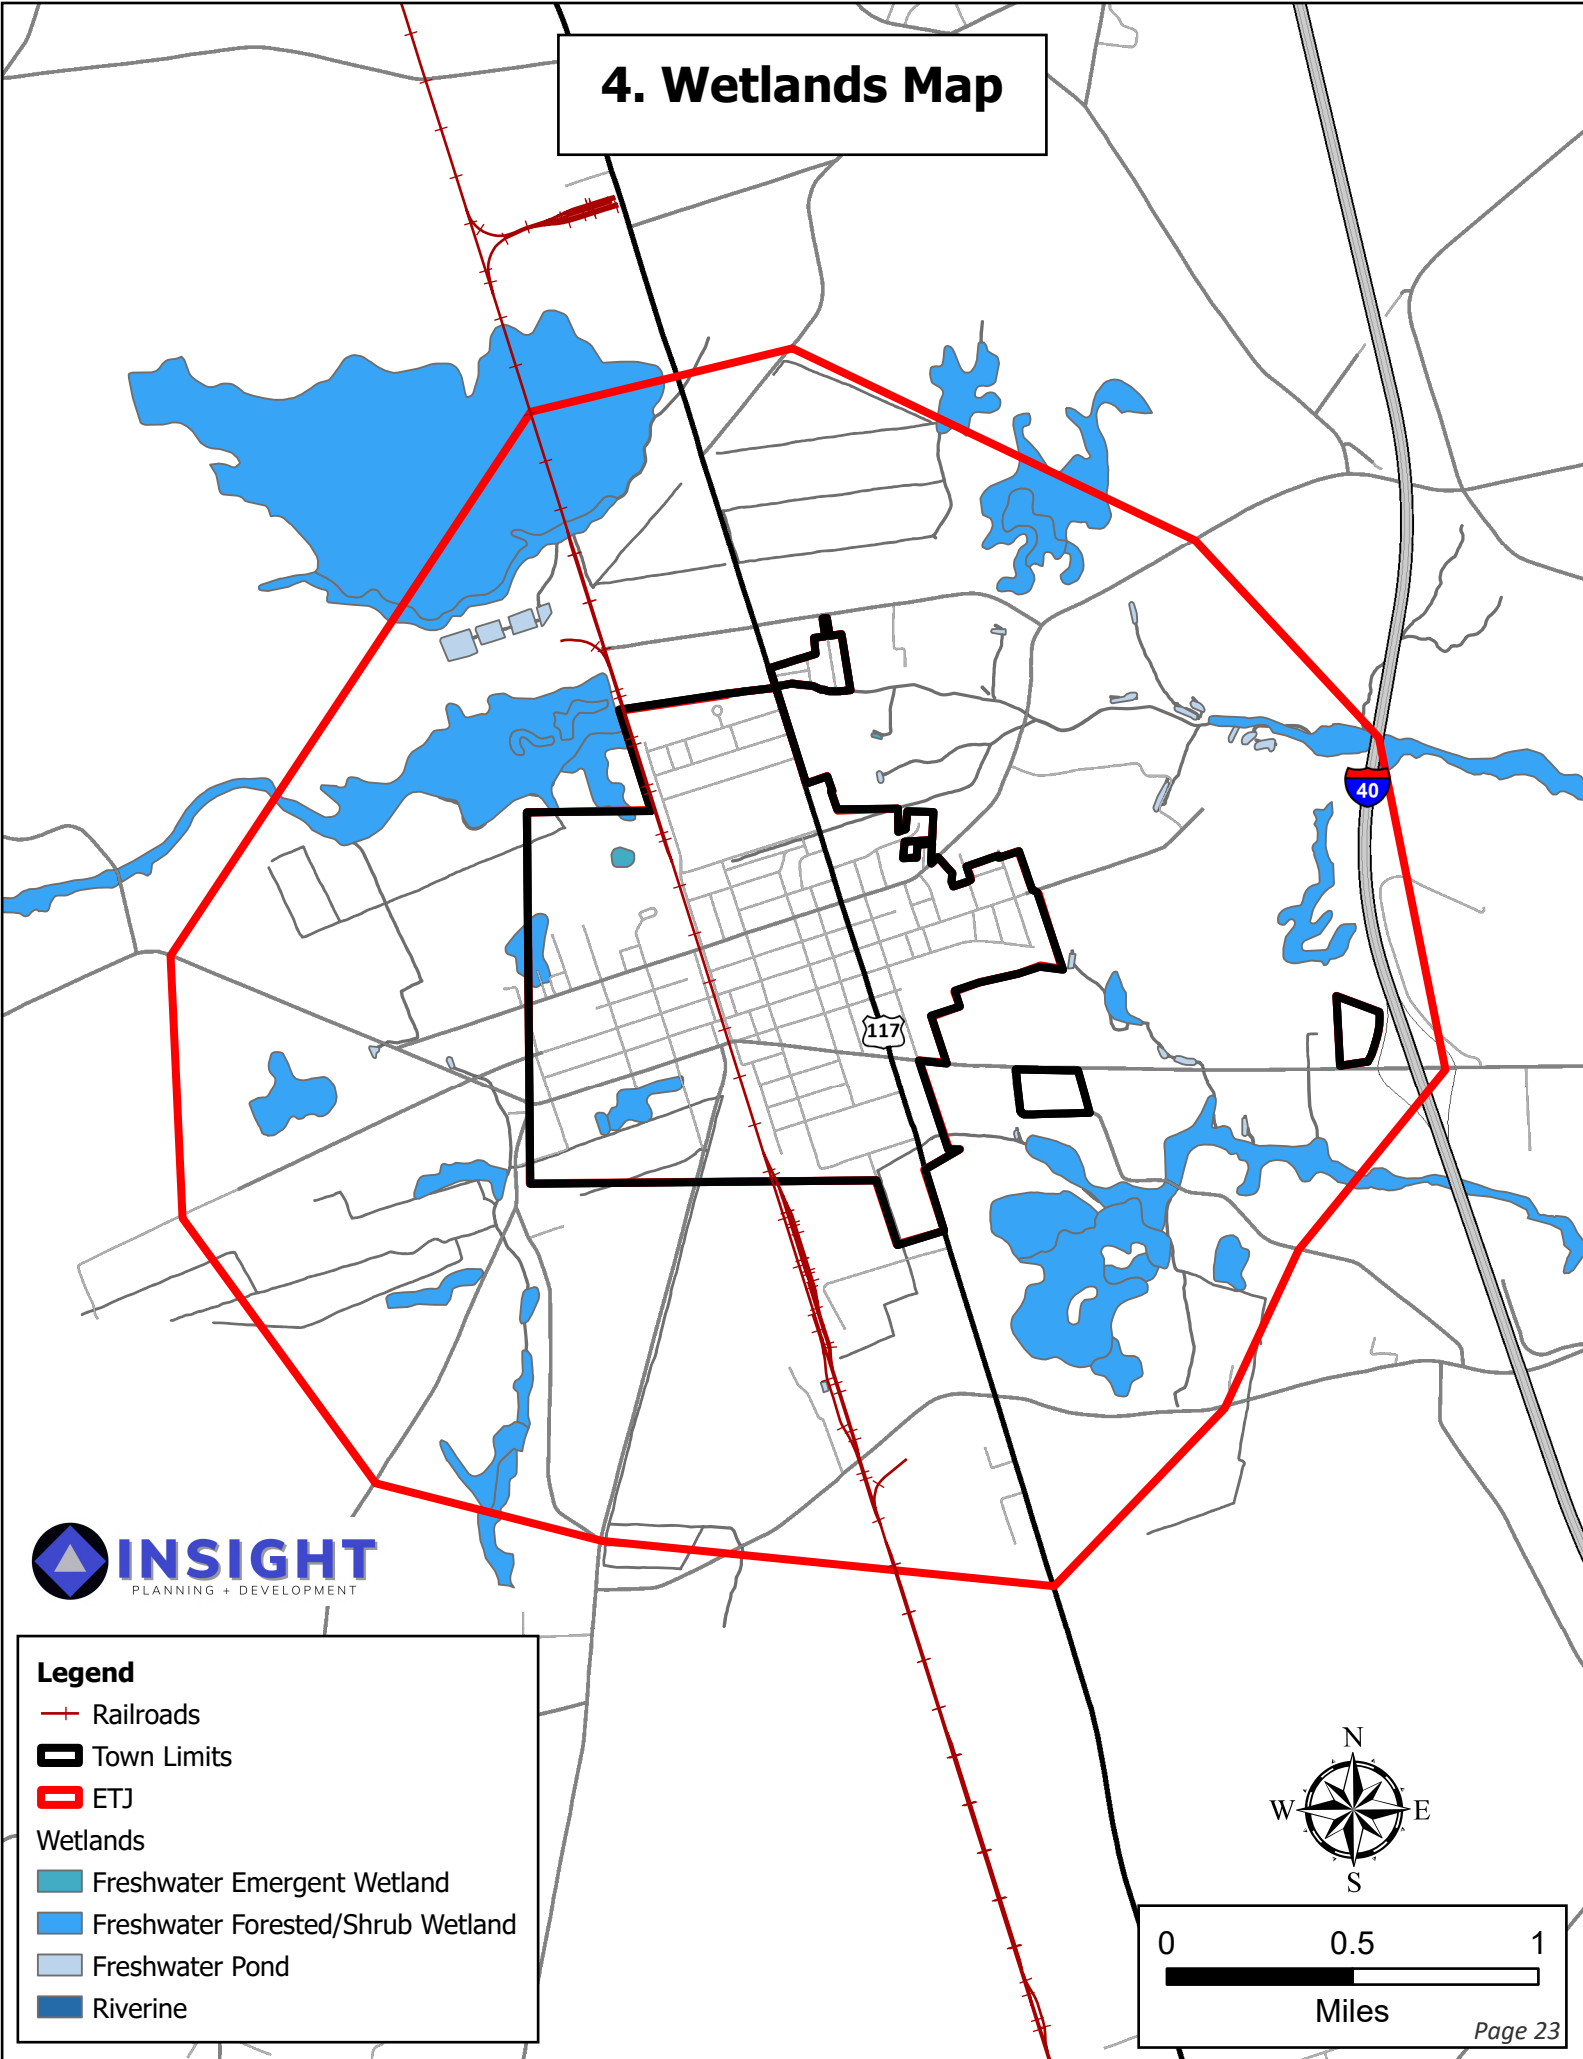 4. Wetlands Map
40
117
INSIGHT
PLANNING + DEVELOPMENT
Legend
Railroads
Town Limits
ETJ
Wetlands
Freshwater Emergent Wetland
Freshwater Forested/Shrub Wetland
Freshwater Pond
Riverine
N
W E
S
0 0.5 1
Miles
Page 23